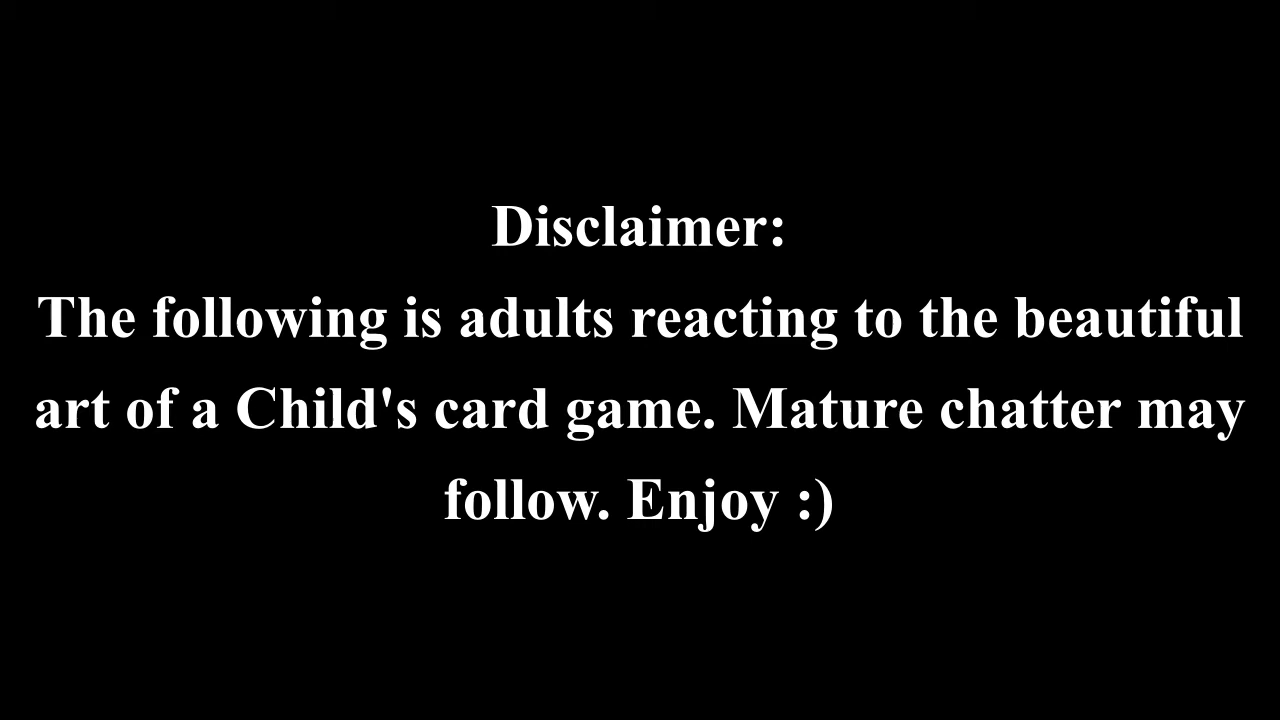 Disclaimer:
The following is adults reacting to the beautiful
art of a Child's card game. Mature chatter may
follow. Enjoy :)